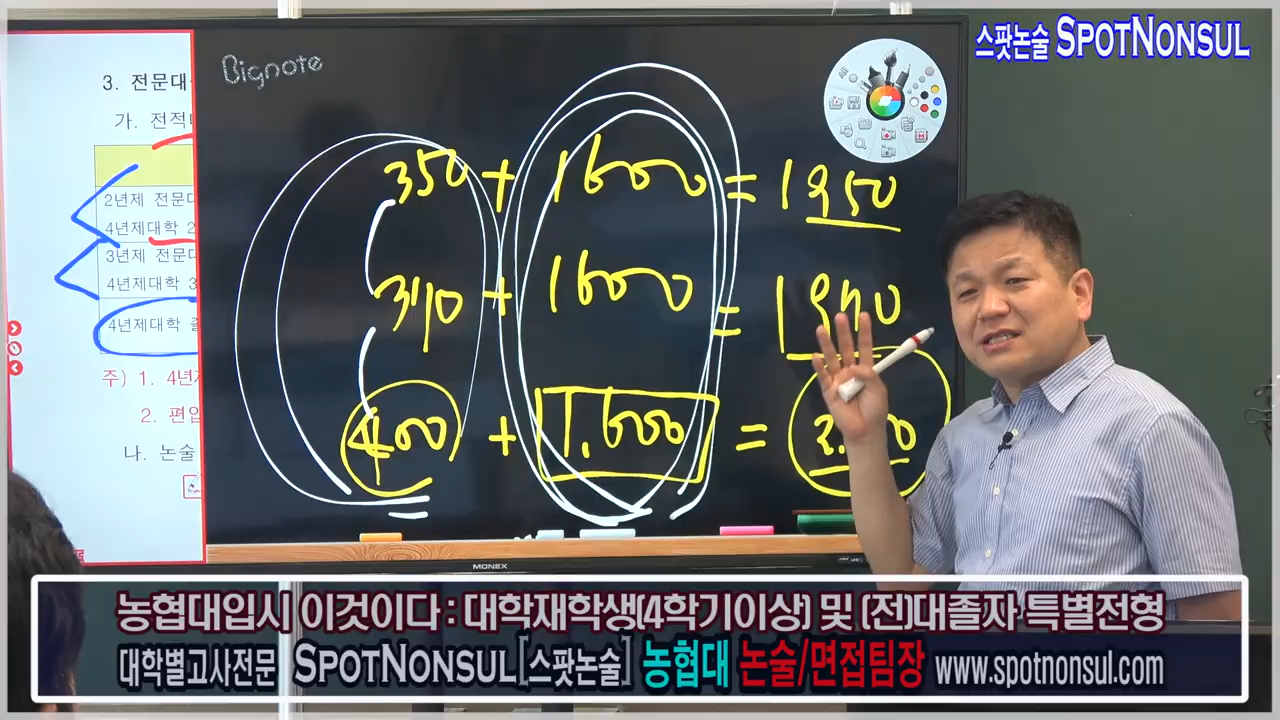 스팟논술 SPOTNONSUL
Bignote
3. 전문대
가. 전적
2년제 전문대
4년제대학 2
3년제 전문대
4년제대학 3
4년제대학 졸
주) 1. 4년
2. 편입
나. 논술
350 + 1600 = 1950
340 + 1600 = 1940
400 + 1.600 =
MONEX
농협대입시 이것이다 : 대학재학생(4학기이상) 및 (전)대졸자 특별전형
대학별고사전문 SPOTNONSUL[스팟논술] 농협대 논술/면접팀장 www.spotnonsul.com